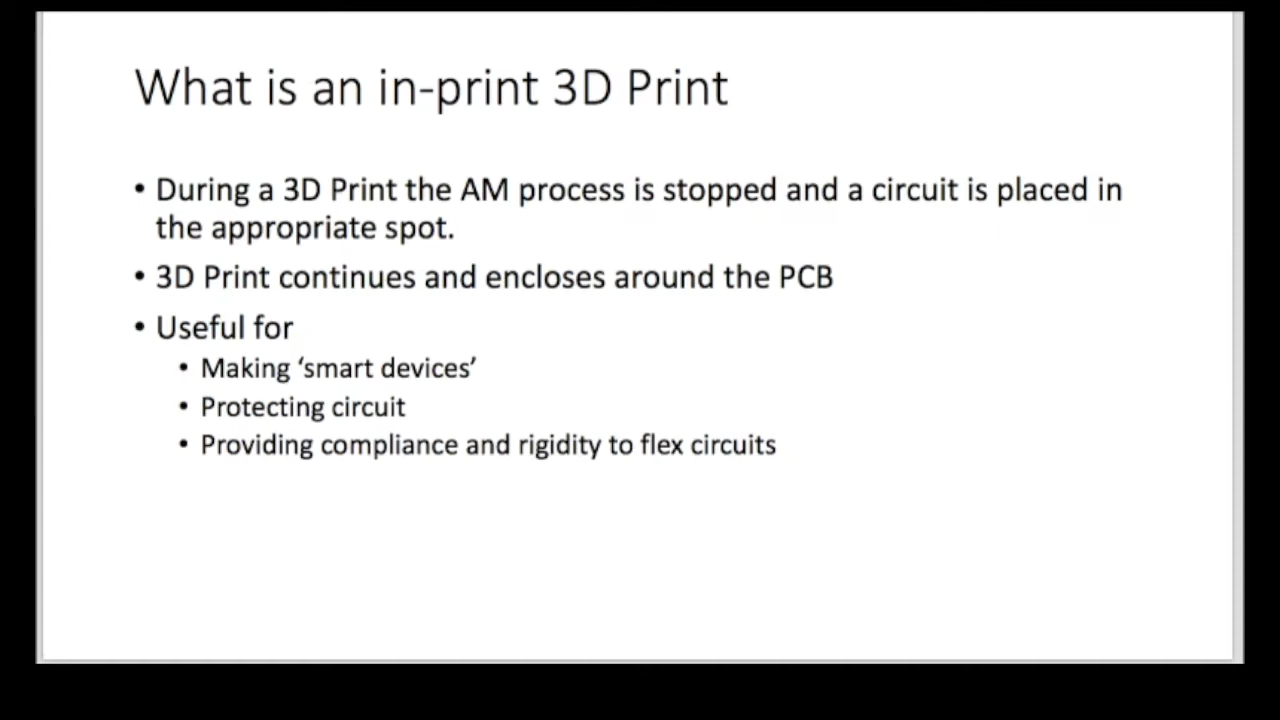 What is an in-print 3D Print
• During a 3D Print the AM process is stopped and a circuit is placed in
the appropriate spot.
• 3D Print continues and encloses around the PCB
• Useful for
• Making ‘smart devices’
• Protecting circuit
• Providing compliance and rigidity to flex circuits